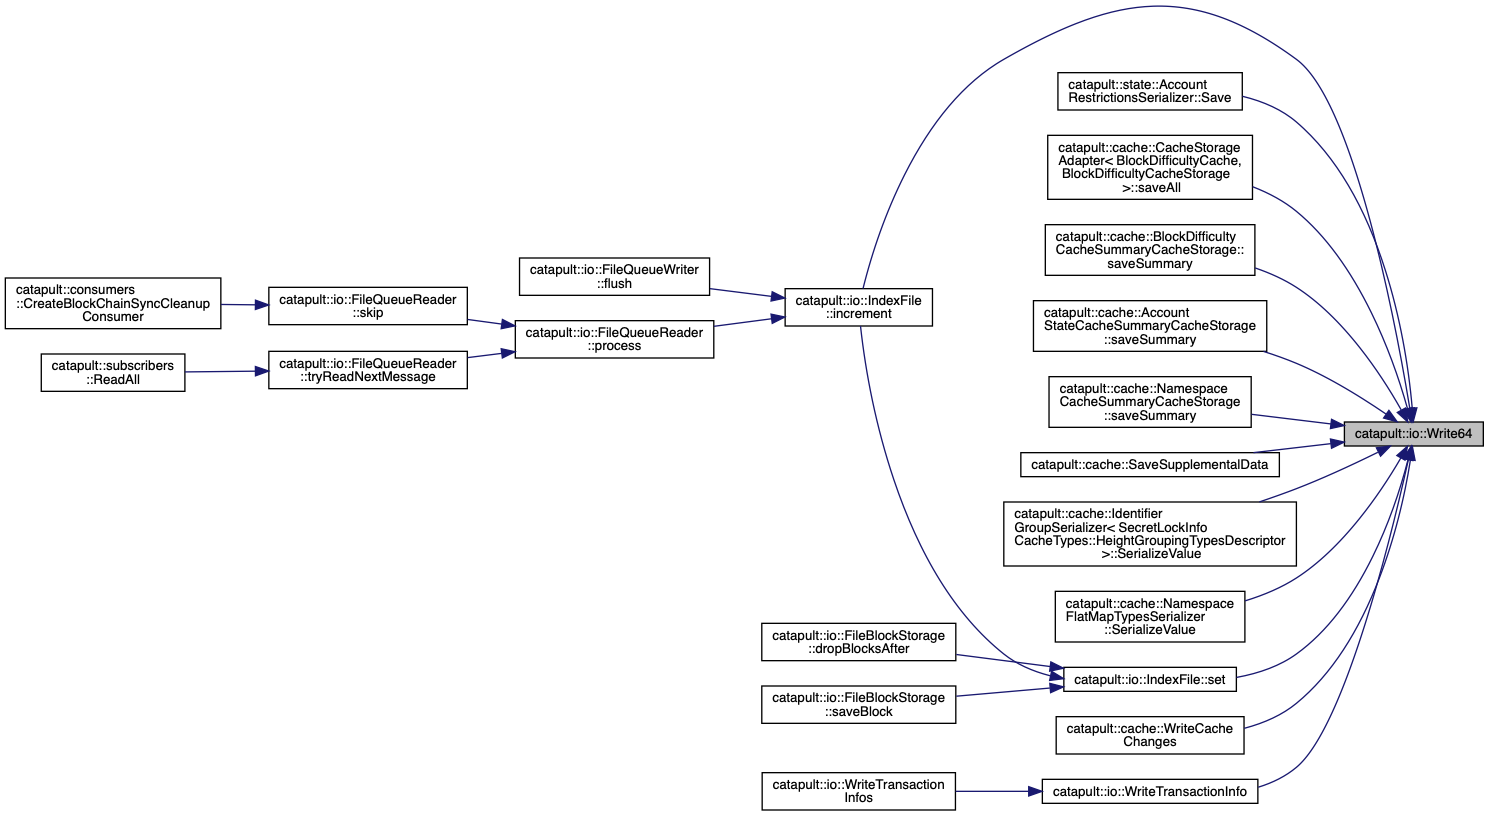 catapult::state::Account
RestrictionsSerializer::Save
catapult::cache::CacheStorage
Adapter< BlockDifficultyCache,
BlockDifficultyCacheStorage
>::saveAll
catapult::cache::BlockDifficulty
CacheSummaryCacheStorage::
saveSummary
catapult::io::FileQueueWriter
::flush
catapult::consumers
::CreateBlockChainSyncCleanup
Consumer
catapult::io::FileQueueReader
::skip
catapult::io::IndexFile
::increment
catapult::cache::Account
StateCacheSummaryCacheStorage
::saveSummary
catapult::io::FileQueueReader
::process
catapult::subscribers
::ReadAll
catapult::io::FileQueueReader
::tryReadNextMessage
catapult::cache::Namespace
CacheSummaryCacheStorage
::saveSummary
catapult::io::Write64
catapult::cache::SaveSupplementalData
catapult::cache::Identifier
GroupSerializer< SecretLockInfo
CacheTypes::HeightGroupingTypesDescriptor
>::SerializeValue
catapult::cache::Namespace
FlatMapTypesSerializer
::SerializeValue
catapult::io::FileBlockStorage
::dropBlocksAfter
catapult::io::IndexFile::set
catapult::io::FileBlockStorage
::saveBlock
catapult::cache::WriteCache
Changes
catapult::io::WriteTransaction
Infos
catapult::io::WriteTransactionInfo